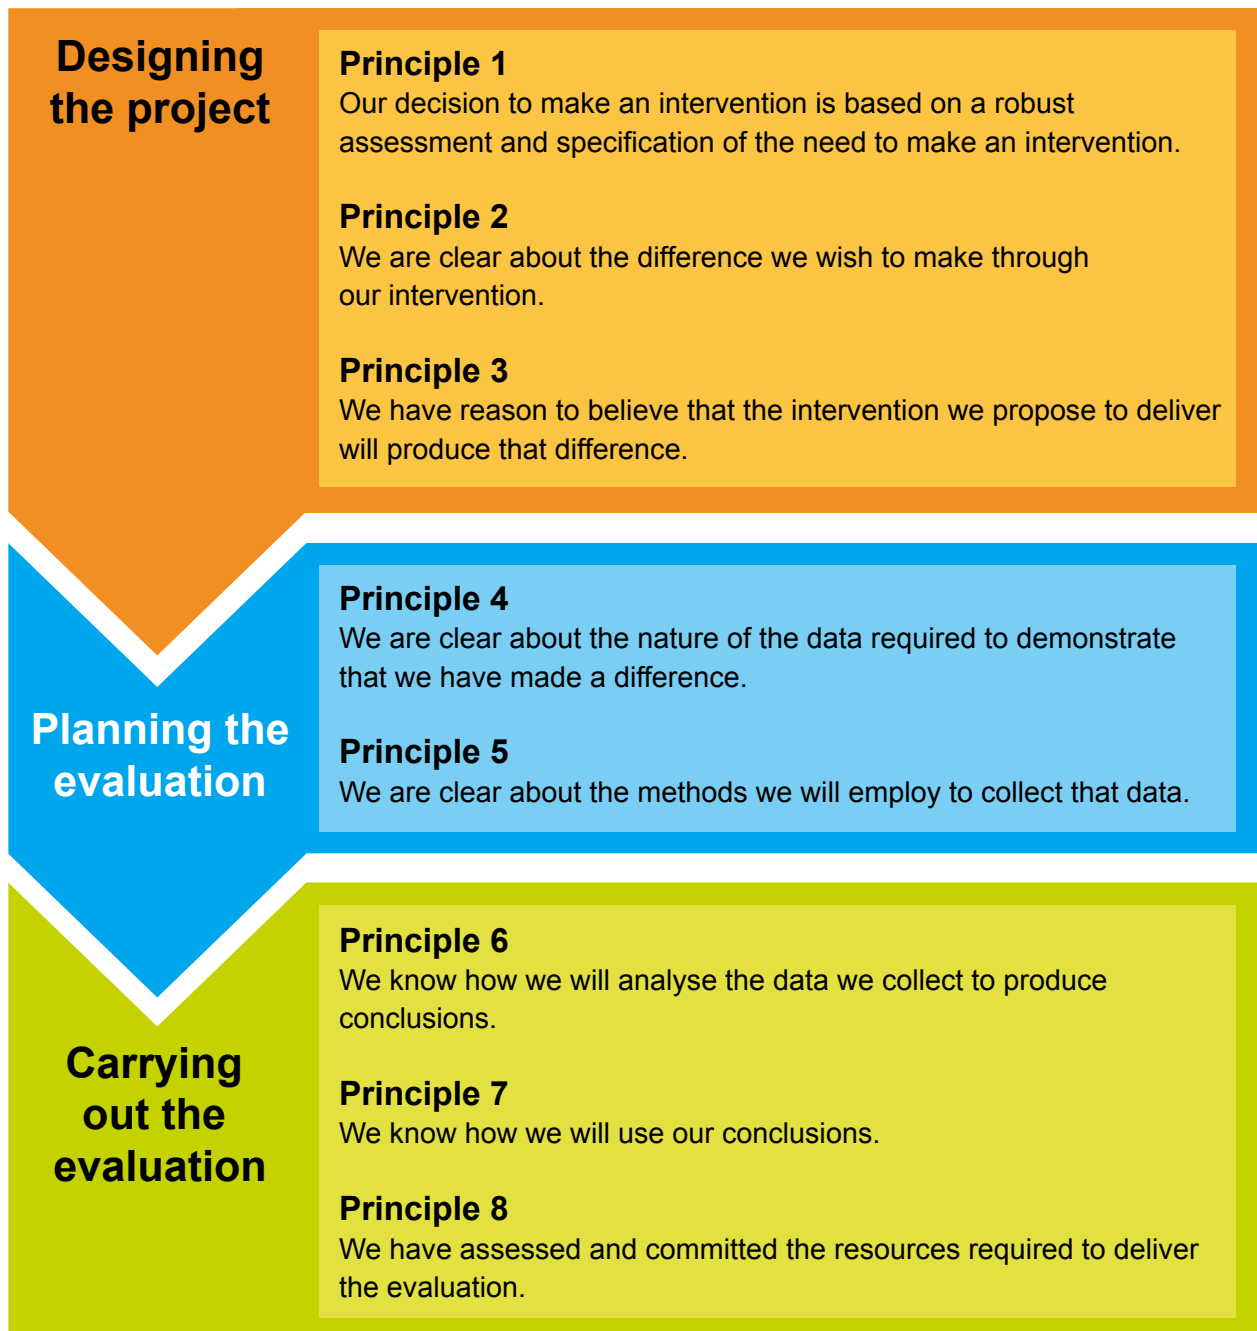 Designing
the project
Principle 1
Our decision to make an intervention is based on a robust
assessment and specification of the need to make an intervention.
Principle 2
We are clear about the difference we wish to make through
our intervention.
Principle 3
We have reason to believe that the intervention we propose to deliver
will produce that difference.
Planning the
evaluation
Principle 4
We are clear about the nature of the data required to demonstrate
that we have made a difference.
Principle 5
We are clear about the methods we will employ to collect that data.
Carrying
out the
evaluation
Principle 6
We know how we will analyse the data we collect to produce
conclusions.
Principle 7
We know how we will use our conclusions.
Principle 8
We have assessed and committed the resources required to deliver
the evaluation.